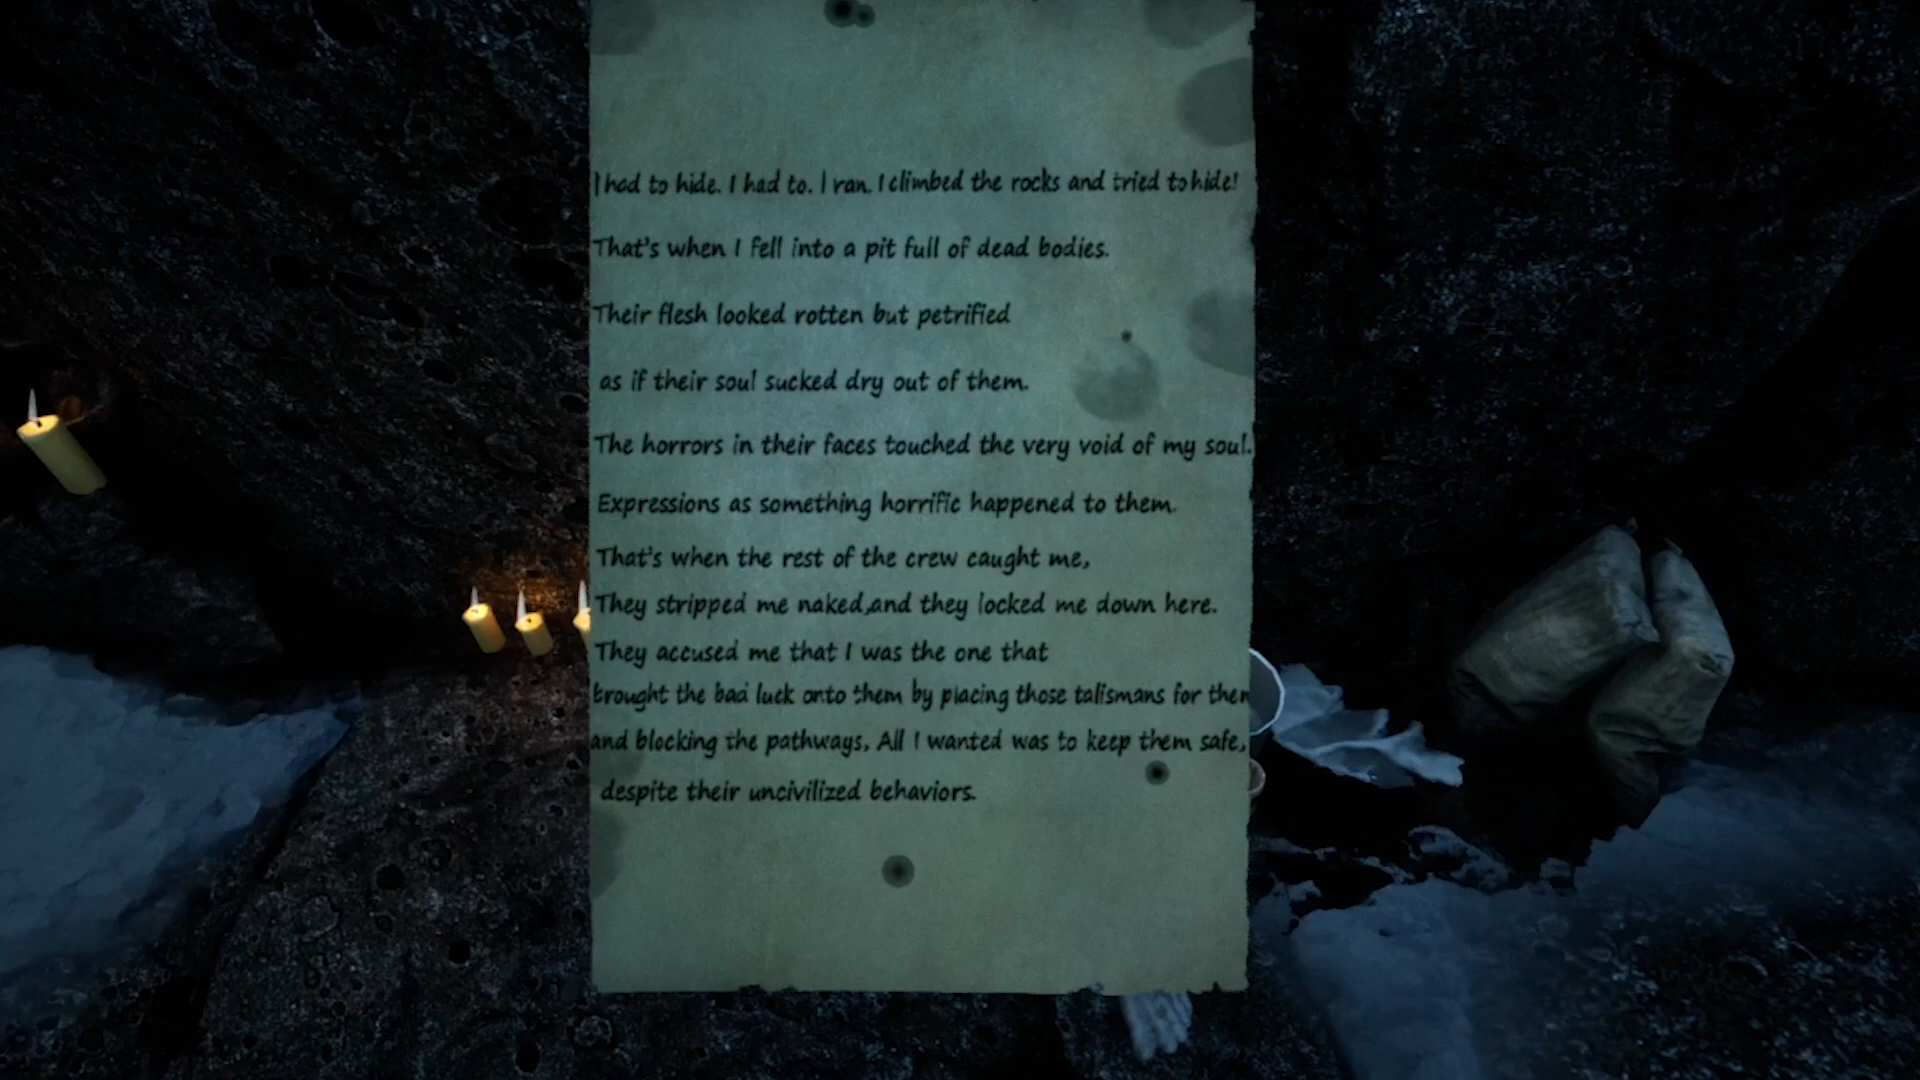 I had to hide. I had to. I ran. I climbed the rocks and tried to hide!
That's when I fell into a pit full of dead bodies.
Their flesh looked rotten but petrified
as if their soul sucked dry out of them.
The horrors in their faces touched the very void of my soul.
Expressions as something horrific happened to them.
That's when the rest of the crew caught me,
They stripped me naked,and they locked me down here.
They accused me that I was the one that
brought the bad luck onto them by placing those talismans for them
and blocking the pathways, All I wanted was to keep them safe,
despite their uncivilized behaviors.